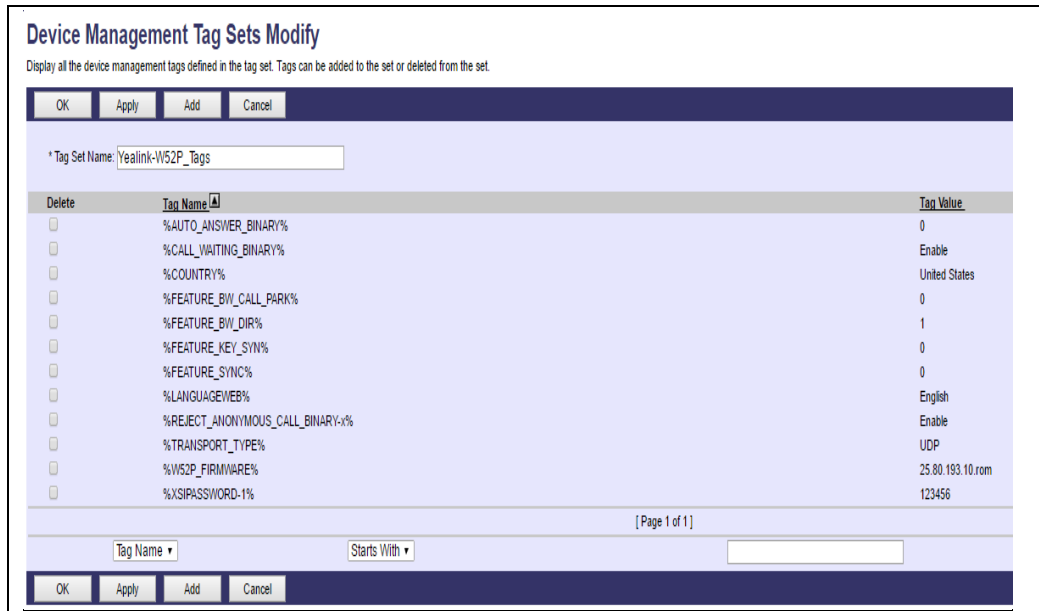 Device Management Tag Sets Modify
Display all the device management tags defined in the tag set. Tags can be added to the set or deleted from the set.
OK Apply Add Cancel
* Tag Set Name: Yealink-W52P_Tags
Delete Tag Name Tag Value
%AUTO_ANSWER_BINARY% 0
%CALL_WAITING_BINARY% Enable
%COUNTRY% United States
%FEATURE_BW_CALL_PARK% 0
%FEATURE_BW_DIR% 1
%FEATURE_KEY_SYN% 0
%FEATURE_SYNC% 0
%LANGUAGEWEB% English
%REJECT_ANONYMOUS_CALL_BINARY-x% Enable
%TRANSPORT_TYPE% UDP
%W52P_FIRMWARE% 25.80.193.10.rom
%XSIPASSWORD-1% 123456
[ Page 1 of 1 ]
Tag Name Starts With
OK Apply Add Cancel